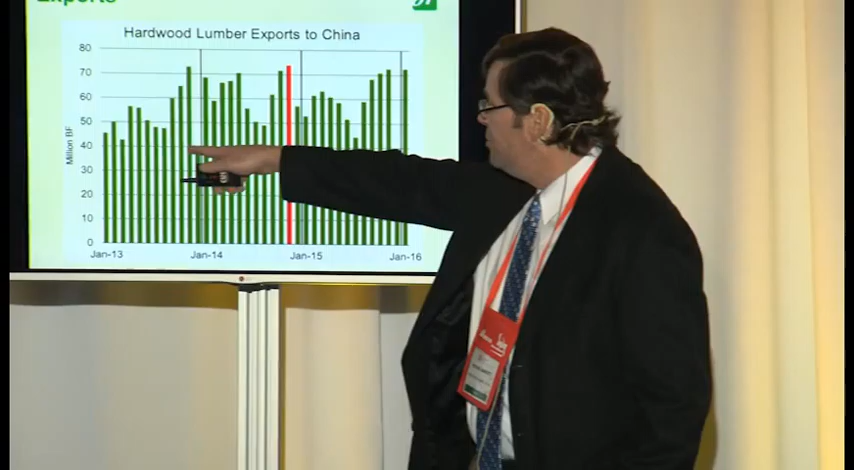 Exports
Hardwood Lumber Exports to China
80
70
60
50
40
30
20
10
0
Million BF
Jan-13
Jan-14
Jan-15
Jan-16